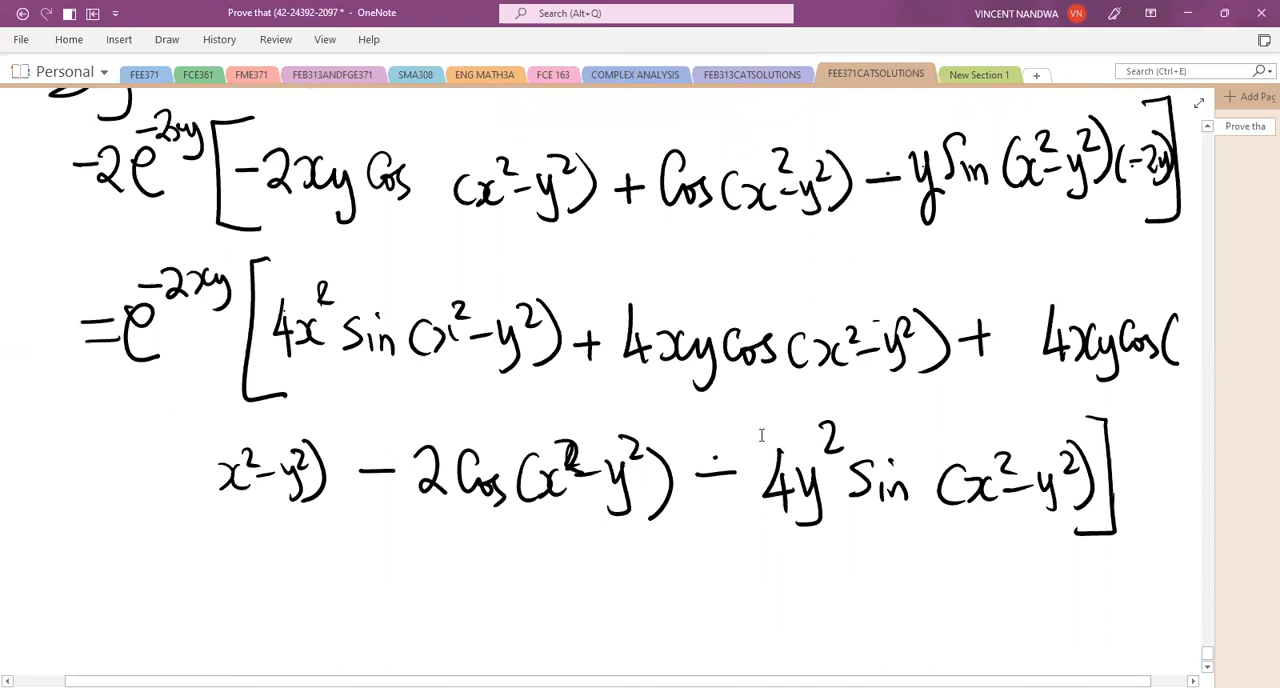 Prove that (42-24392-2097 * - OneNote
Search (Alt+Q)
VINCENT NANDWA VN
File Home Insert Draw History Review View Help
Personal FEE371 FCE361 FME371 FEB313ANDFGE371 SMA308 ENG MATH3A FCE 163 COMPLEX ANALYSIS FEB313CATSOLUTIONS FEE371CATSOLUTIONS New Section 1 + Search (Ctrl+E)
+ Add Pag
Prove tha
-2e^{-2xy} [-2xy Cos (x²-y²) + Cos(x²-y²) - y Sin (x²-y²)(-2y)]
= e^{-2xy} [4x² sin (x²-y²) + 4xy Cos (x²-y²) + 4xy Cos(
x²-y²) - 2 Cos(x²-y²) - 4y² Sin (x²-y²)]